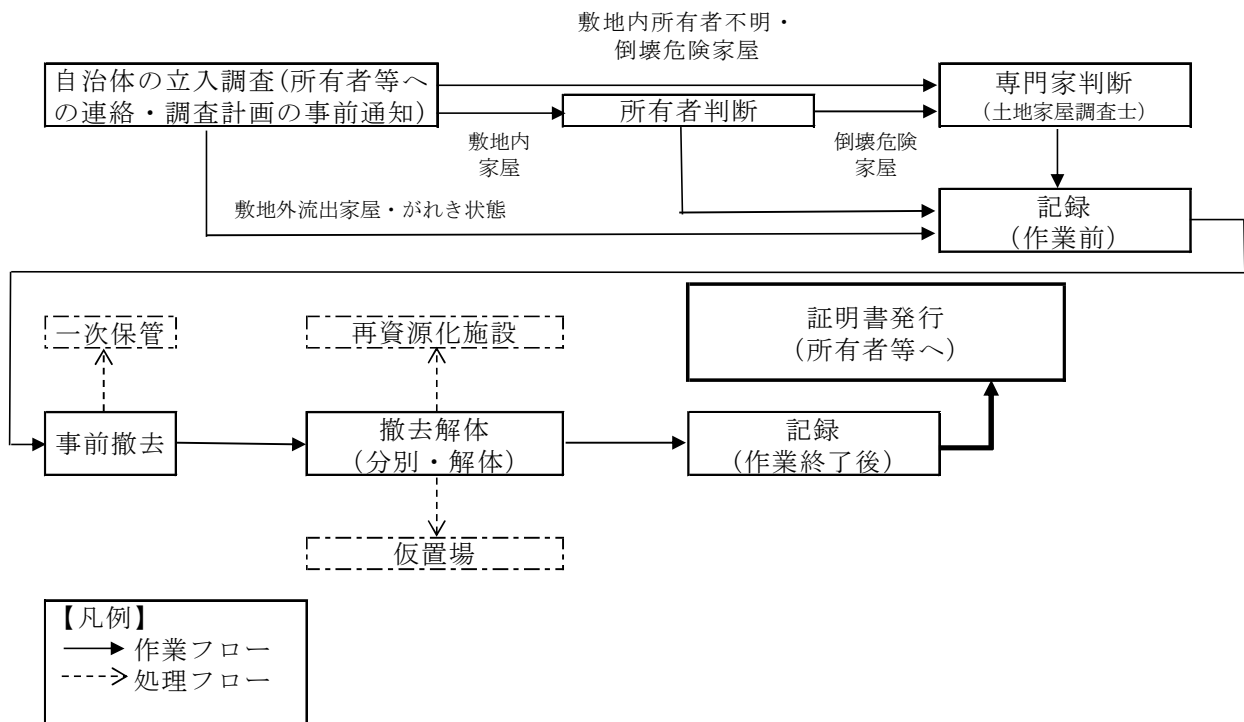 敷地内所有者不明・
倒壊危険家屋
自治体の立入調査(所有者等へ
の連絡・調査計画の事前通知)
所有者判断
専門家判断
(土地家屋調査士)
敷地内
家屋
倒壊危険
家屋
敷地外流出家屋・がれき状態
記録
(作業前)
一次保管
再資源化施設
証明書発行
(所有者等へ)
事前撤去
撤去解体
(分別・解体)
記録
(作業終了後)
仮置場
【凡例】
作業フロー
処理フロー